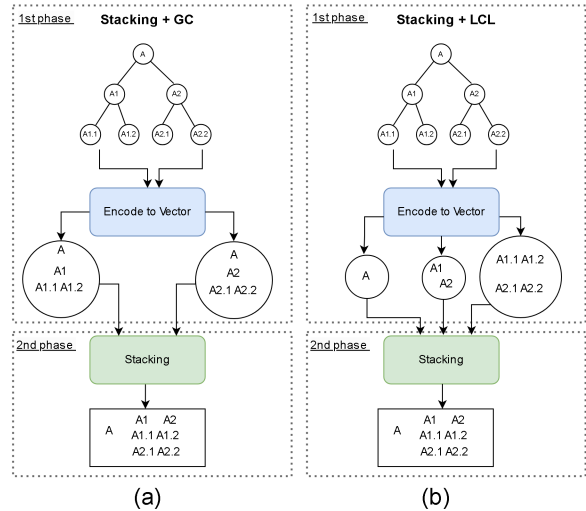 1st phase
Stacking + GC
A
A1 A2
A1.1 A1.2 A2.1 A2.2
Encode to Vector
A
A1
A1.1 A1.2
A
A2
A2.1 A2.2
2nd phase
Stacking
A1 A2
A A1.1 A1.2
A2.1 A2.2
(a)
1st phase
Stacking + LCL
A
A1 A2
A1.1 A1.2 A2.1 A2.2
Encode to Vector
A
A1
A2
A1.1 A1.2
A2.1 A2.2
2nd phase
Stacking
A1 A2
A A1.1 A1.2
A2.1 A2.2
(b)